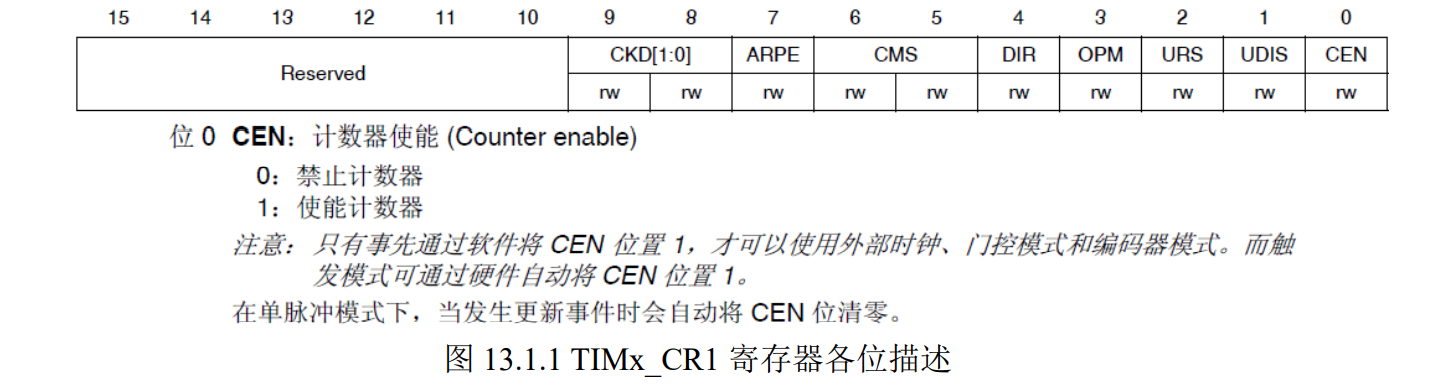 15 14 13 12 11 10 9 8 7 6 5 4 3 2 1 0
Reserved CKD[1:0] ARPE CMS DIR OPM URS UDIS CEN
rw rw rw rw rw rw rw rw rw rw
位 0 CEN：计数器使能 (Counter enable)
0：禁止计数器
1：使能计数器
注意：只有事先通过软件将 CEN 位置 1，才可以使用外部时钟、门控模式和编码器模式。而触
发模式可通过硬件自动将 CEN 位置 1。
在单脉冲模式下，当发生更新事件时会自动将 CEN 位清零。
图 13.1.1 TIMx_CR1 寄存器各位描述